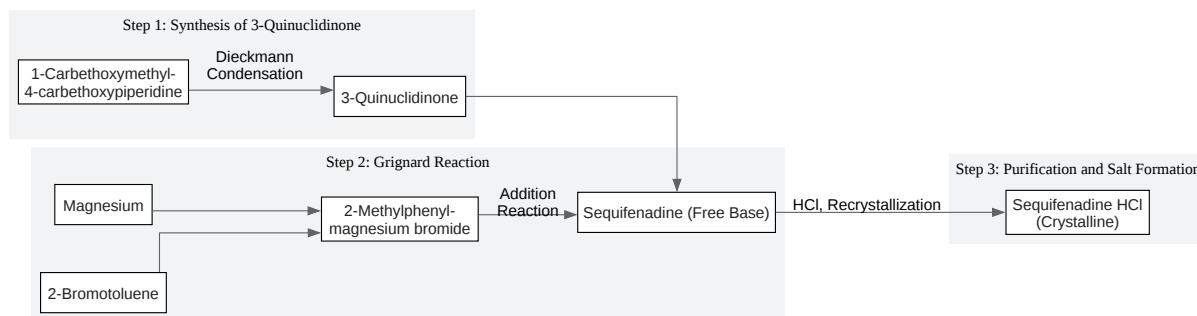 Step 1: Synthesis of 3-Quinuclidinone
Dieckmann
Condensation
1-Carbethoxymethyl-
4-carbethoxypiperidine
3-Quinuclidinone
Step 2: Grignard Reaction
Magnesium
2-Bromotoluene
2-Methylphenyl-
magnesium bromide
Addition
Reaction
Sequifenadine (Free Base)
HCl, Recrystallization
Step 3: Purification and Salt Formation
Sequifenadine HCl
(Crystalline)